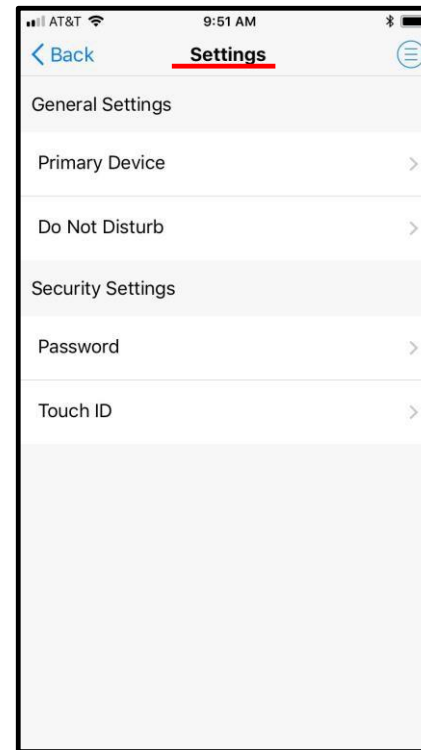 AT&T 9:51 AM
Back Settings
General Settings
Primary Device
Do Not Disturb
Security Settings
Password
Touch ID